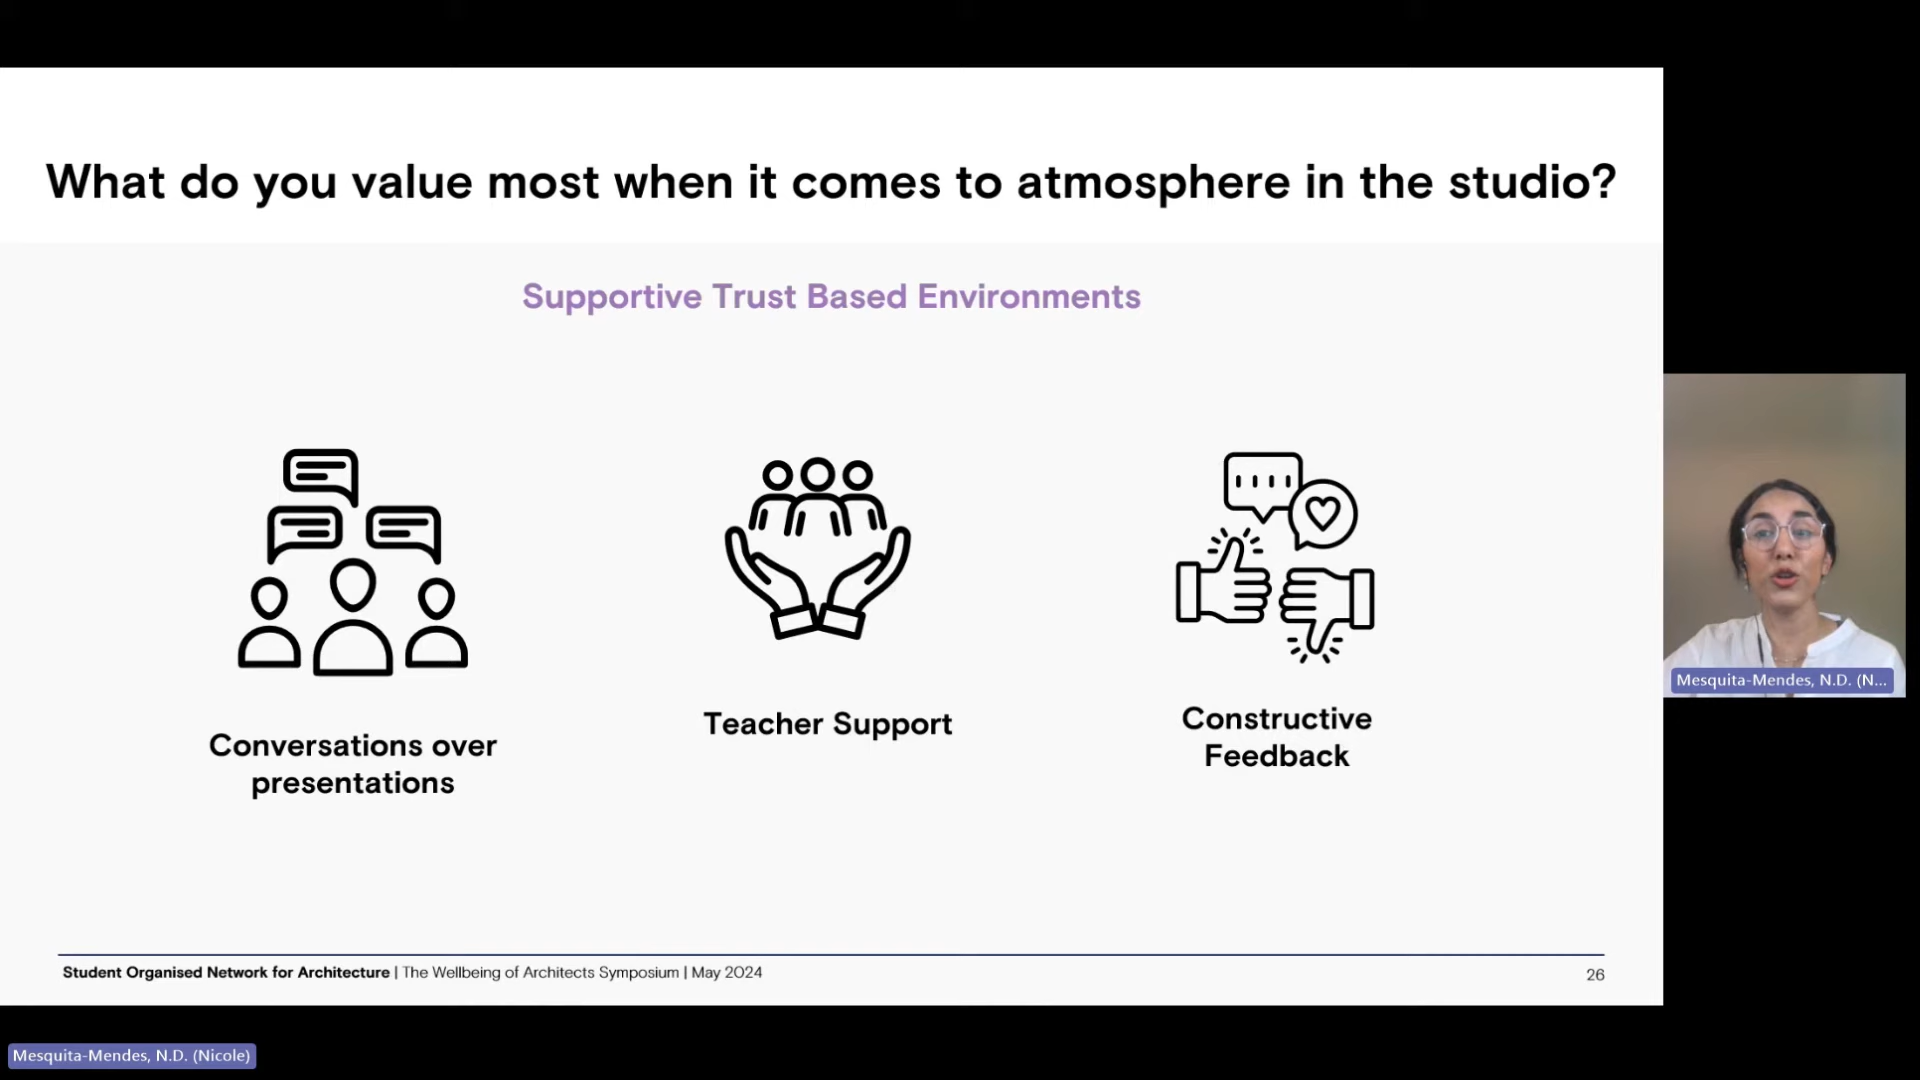 What do you value most when it comes to atmosphere in the studio?
Supportive Trust Based Environments
Conversations over
presentations
Teacher Support
Constructive
Feedback
Student Organised Network for Architecture | The Wellbeing of Architects Symposium | May 2024
26
Mesquita-Mendes, N.D. (N...
Mesquita-Mendes, N.D. (Nicole)